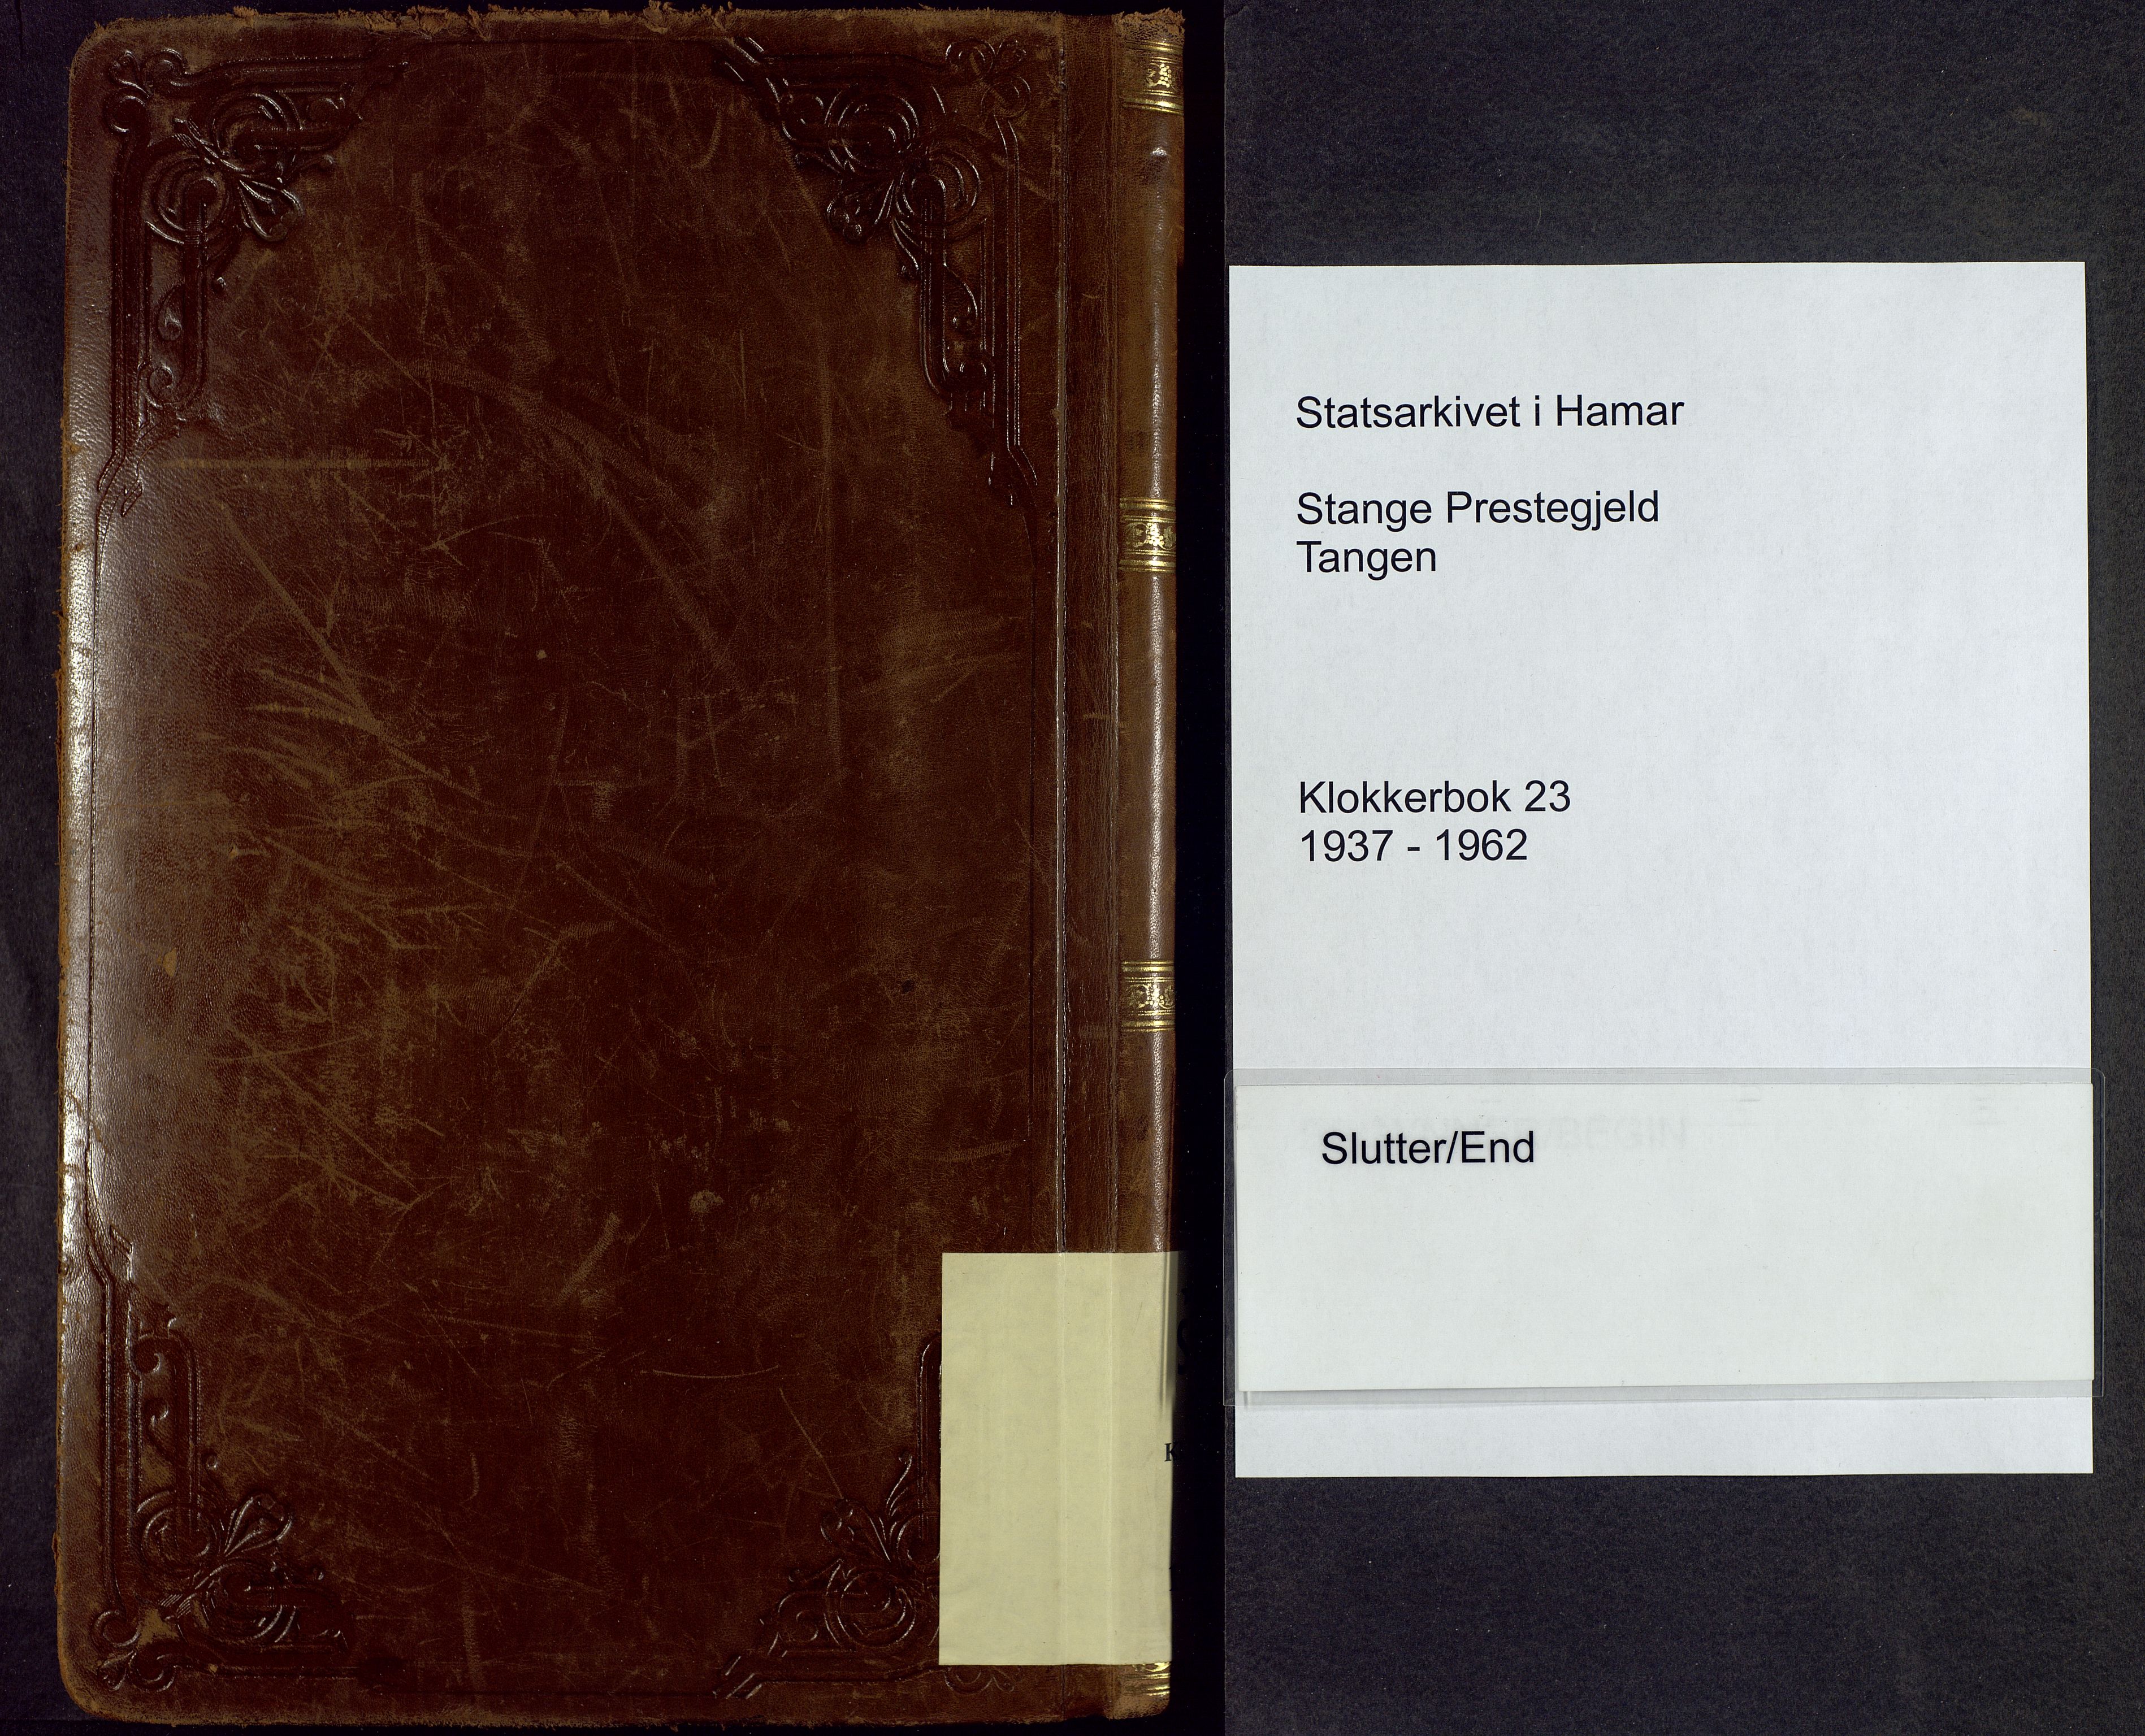 Statsarkivet i Hamar
Stange Prestegjeld
Tangen
Klokkerbok 23
1937 - 1962
Slutter/End